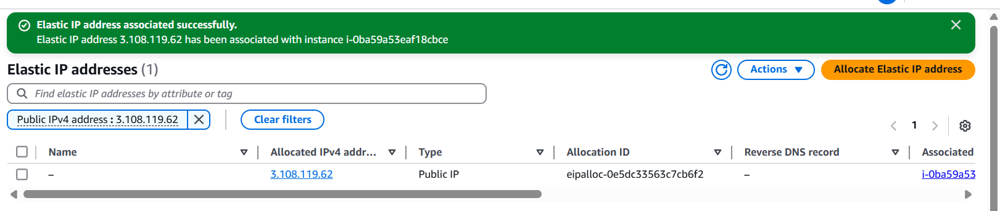 Elastic IP address associated successfully.
Elastic IP address 3.108.119.62 has been associated with instance i-0ba59a53eaf18cbce
Elastic IP addresses (1)
Actions
Allocate Elastic IP address
Find elastic IP addresses by attribute or tag
Public IPv4 address : 3.108.119.62
Clear filters
1
Name Allocated IPv4 addr... Type Allocation ID Reverse DNS record Associated
– 3.108.119.62 Public IP eipalloc-0e5dc33563c7cb6f2 – i-0ba59a53